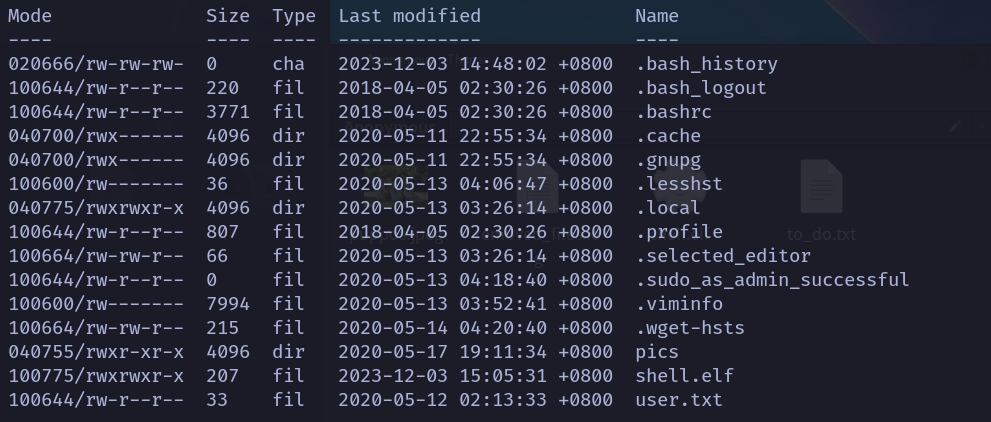 Mode Size Type Last modified Name
---- ---- ---- ------------- ----
020666/rw-rw-rw- 0 cha 2023-12-03 14:48:02 +0800 .bash_history
100644/rw-r--r-- 220 fil 2018-04-05 02:30:26 +0800 .bash_logout
100644/rw-r--r-- 3771 fil 2018-04-05 02:30:26 +0800 .bashrc
040700/rwx------ 4096 dir 2020-05-11 22:55:34 +0800 .cache
040700/rwx------ 4096 dir 2020-05-11 22:55:34 +0800 .gnupg
100600/rw------- 36 fil 2020-05-13 04:06:47 +0800 .lesshst
040775/rwxrwxr-x 4096 dir 2020-05-13 03:26:14 +0800 .local
100644/rw-r--r-- 807 fil 2018-04-05 02:30:26 +0800 .profile
to_do.txt
100664/rw-rw-r-- 66 fil 2020-05-13 03:26:14 +0800 .selected_editor
100644/rw-r--r-- 0 fil 2020-05-13 04:18:40 +0800 .sudo_as_admin_successful
100600/rw------- 7994 fil 2020-05-13 03:52:41 +0800 .viminfo
100664/rw-rw-r-- 215 fil 2020-05-14 04:20:40 +0800 .wget-hsts
040755/rwxr-xr-x 4096 dir 2020-05-17 19:11:34 +0800 pics
100775/rwxrwxr-x 207 fil 2023-12-03 15:05:31 +0800 shell.elf
100644/rw-r--r-- 33 fil 2020-05-12 02:13:33 +0800 user.txt